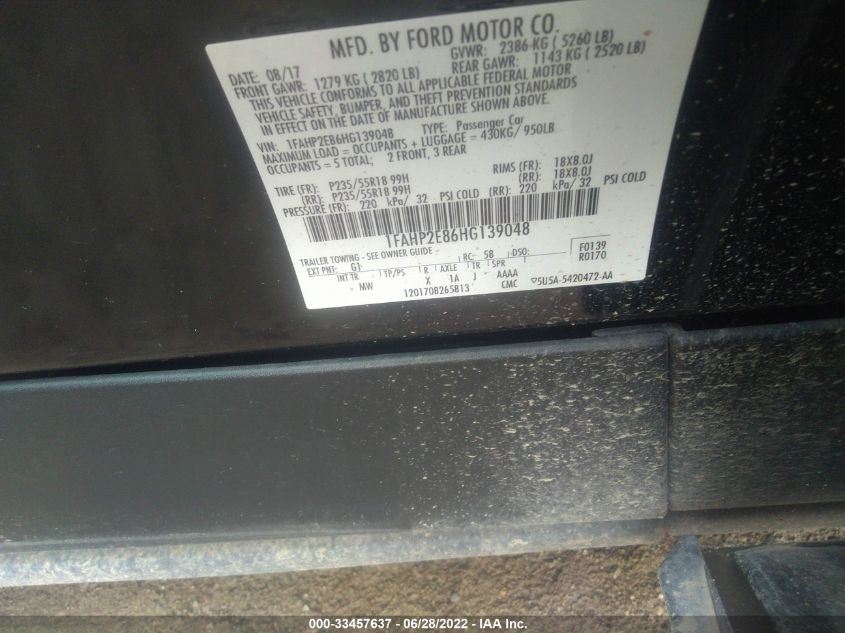 MFD. BY FORD MOTOR CO.
DATE: 08/17 GVWR: 2386-KG ( 5260 LB)
FRONT GAWR: 1279 KG ( 2820 LB) REAR GAWR: 1143 KG ( 2520 LB)
THIS VEHICLE CONFORMS TO ALL APPLICABLE FEDERAL MOTOR
VEHICLE SAFETY, BUMPER, AND THEFT PREVENTION STANDARDS
IN EFFECT ON THE DATE OF MANUFACTURE SHOWN ABOVE.
VIN: 1FAHP2E86HG139048 TYPE: Passenger Car
MAXIMUM LOAD = OCCUPANTS + LUGGAGE = 430KG/ 950LB
OCCUPANTS = 5 TOTAL; 2 FRONT, 3 REAR
TIRE (FR): P235/55R18 99H RIMS (FR): 18X8.0J
(RR): P235/55R18 99H (RR): 18X8.0J
PRESSURE (FR): 220 kPa/ 32 PSI COLD (RR): 220 kPa/ 32 PSI COLD
1FAHP2E86HG139048
TRAILER TOWING - SEE OWNER GUIDE -
EXT PNT: G1 RC: 58 DSO: F0139
R0170
INT TR TP/PS R AXLE TR SPR
MW X 1A J AAAA
1201708265813 CMC 5U5A-5420472-AA
000-33457637 - 06/28/2022 - IAA Inc.